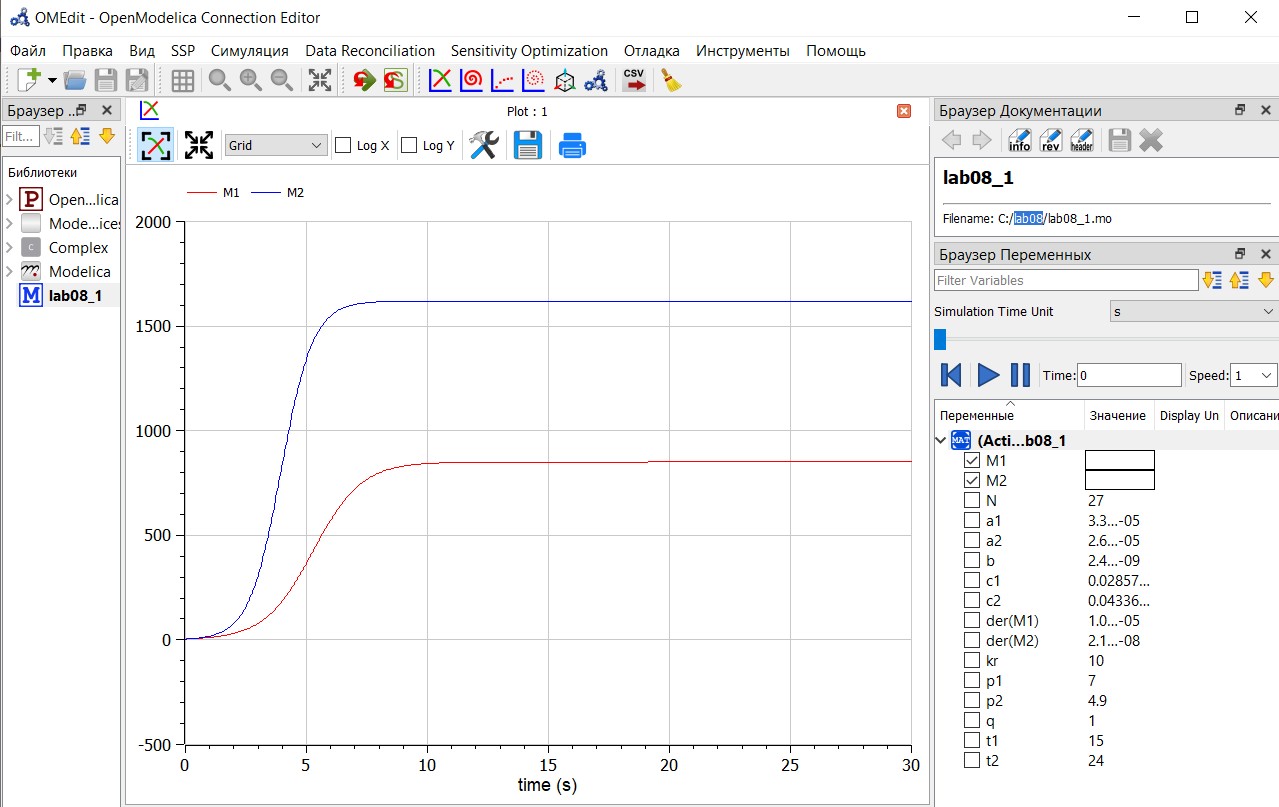 OMEdit - OpenModelica Connection Editor
Файл Правка Вид SSP Симуляция Data Reconciliation Sensitivity Optimization Отладка Инструменты Помощь
CSV
Браузер ..
Filt...
Библиотеки
P Open...lica
Mode...ices
C Complex
m Modelica
M lab08_1
Plot : 1
Grid Log X Log Y
M1 M2
2000
1500
1000
500
0
-500
0 5 10 15 20 25 30
time (s)
Браузер Документации
info rev header
lab08_1
Filename: C:/lab08/lab08_1.mo
Браузер Переменных
Filter Variables
Simulation Time Unit s
Time: 0 Speed: 1
Переменные Значение Display Un Описани
MAT (Acti...b08_1
M1
M2
N 27
a1 3.3...-05
a2 2.6...-05
b 2.4...-09
c1 0.02857...
c2 0.04336...
der(M1) 1.0...-05
der(M2) 2.1...-08
kr 10
p1 7
p2 4.9
q 1
t1 15
t2 24